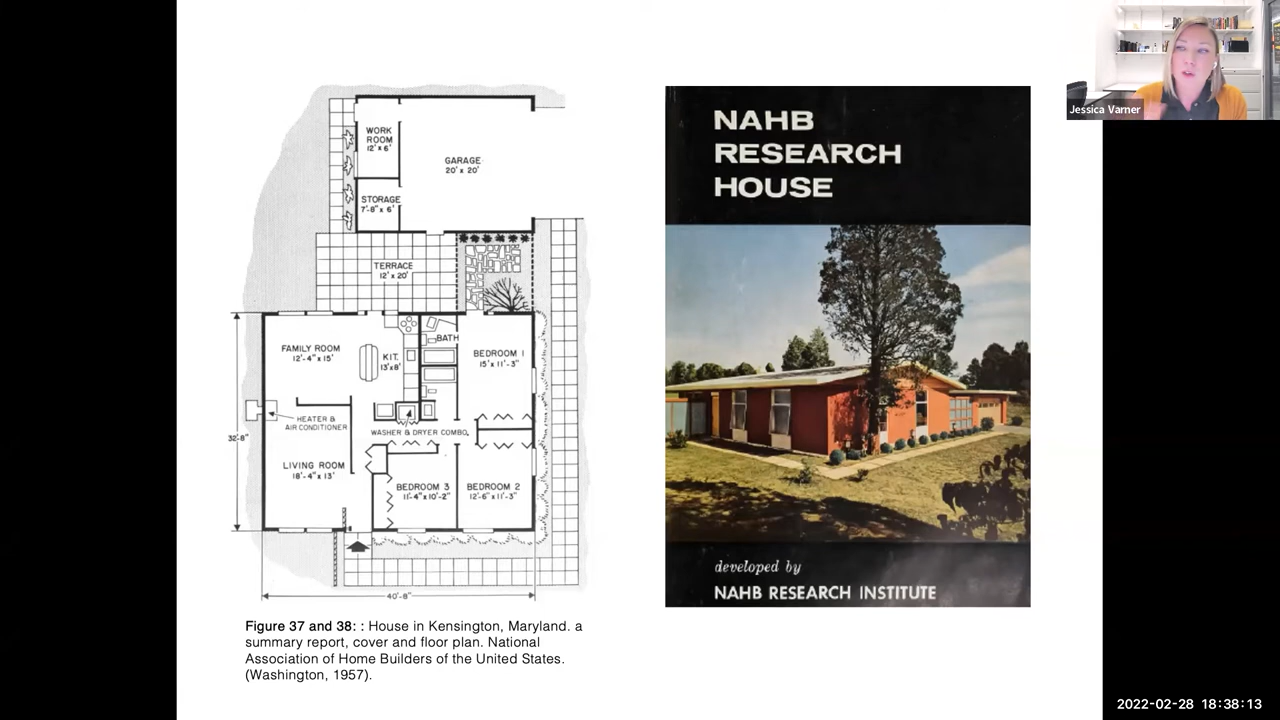 WORK
ROOM
12' x 6'
GARAGE
20' x 20'
STORAGE
7'-8" x 6'
TERRACE
12' x 20'
FAMILY ROOM
12'-4" x 15'
KIT.
13'x8'
BATH
BEDROOM 1
15' x 11'-3"
HEATER &
AIR CONDITIONER
WASHER & DRYER COMBO.
32'-8"
LIVING ROOM
18'-4" x 13'
BEDROOM 3
11'-4" x 10'-2"
BEDROOM 2
12'-6" x 11'-3"
40'-8"
Figure 37 and 38: : House in Kensington, Maryland. a
summary report, cover and floor plan. National
Association of Home Builders of the United States.
(Washington, 1957).
NAHB
RESEARCH
HOUSE
developed by
NAHB RESEARCH INSTITUTE
Jessica Varner
2022-02-28 18:38:13